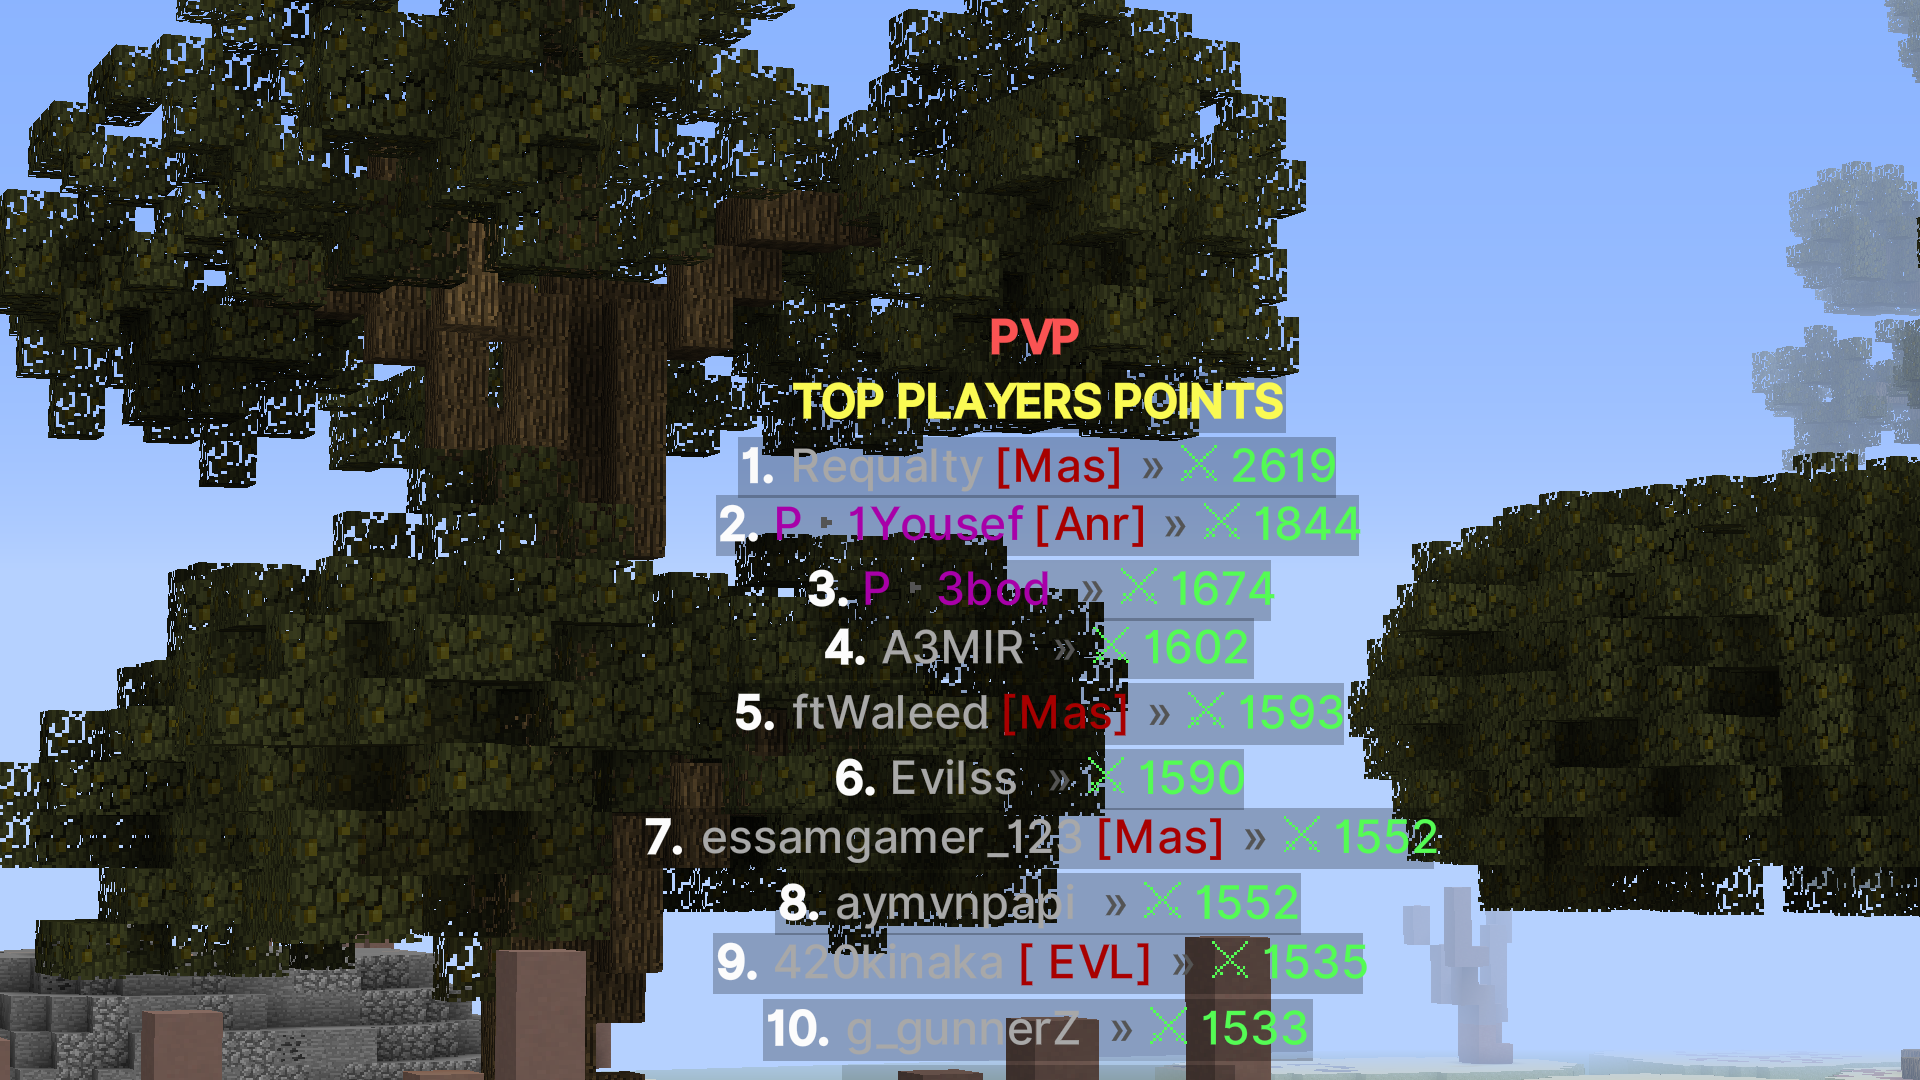 PVP
TOP PLAYERS POINTS
1. Requalty [Mas] » ⚔ 2619
2. P · 1Yousef [Anr] » ⚔ 1844
3. P · 3bod » ⚔ 1674
4. A3MIR » ⚔ 1602
5. ftWaleed [Mas] » ⚔ 1593
6. Evilss » ⚔ 1590
7. essamgamer_123 [Mas] » ⚔ 1552
8. aymvnpapi » ⚔ 1552
9. 420kinaka [ EVL] » ⚔ 1535
10. g_gunnerZ » ⚔ 1533